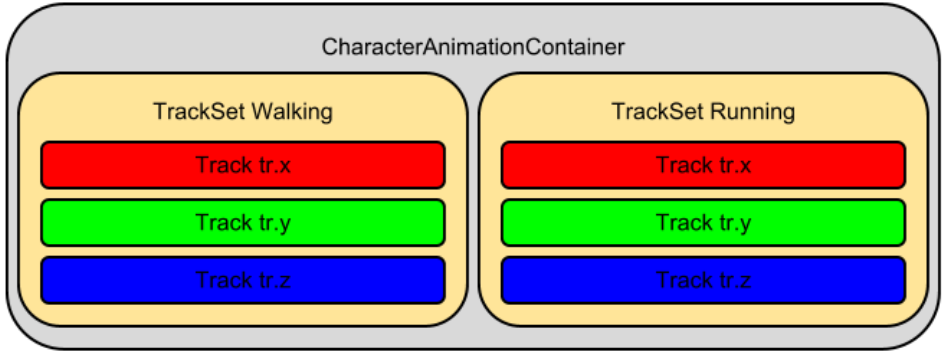 CharacterAnimationContainer
TrackSet Walking
Track tr.x
Track tr.y
Track tr.z
TrackSet Running
Track tr.x
Track tr.y
Track tr.z